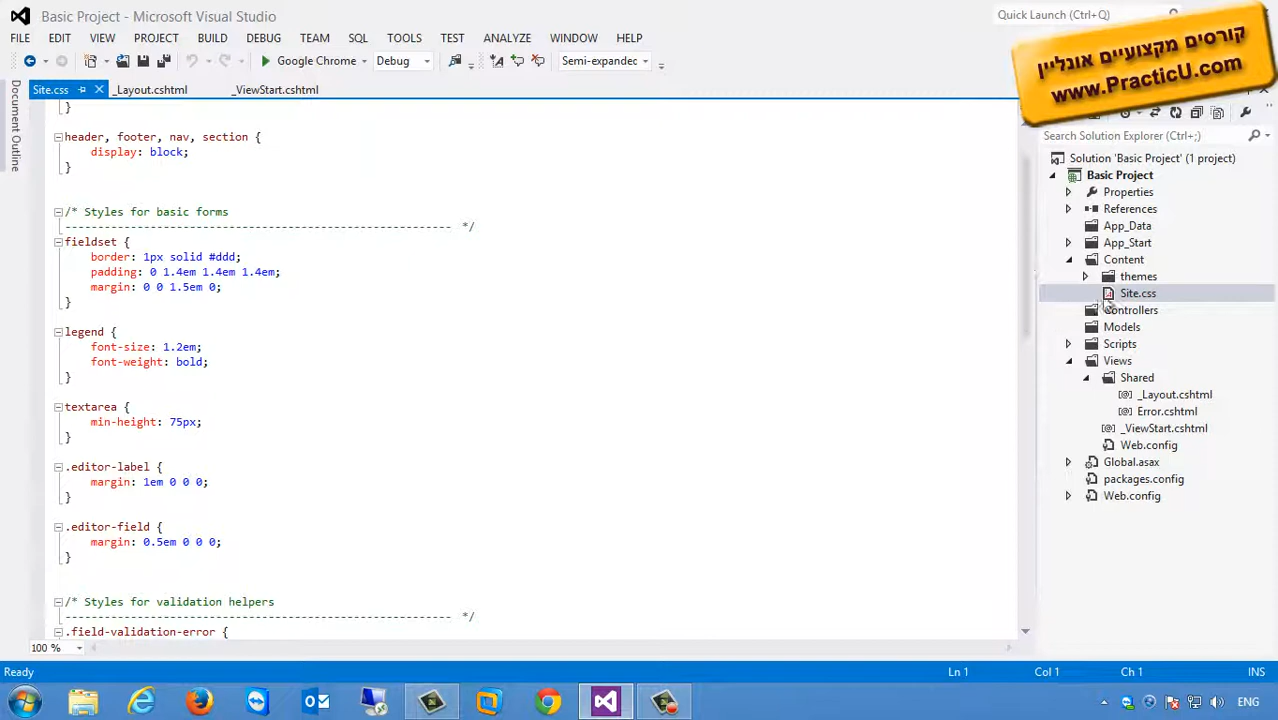 Basic Project - Microsoft Visual Studio
Quick Launch (Ctrl+Q)
FILE EDIT VIEW PROJECT BUILD DEBUG TEAM SQL TOOLS TEST ANALYZE WINDOW HELP
Google Chrome Debug Semi-expanded
קורסים מקצועיים אונליין
www.PracticU.com
Document Outline
Site.css _Layout.cshtml _ViewStart.cshtml
}
header, footer, nav, section {
display: block;
}
/* Styles for basic forms
----------------------------------------------------------- */
fieldset {
border: 1px solid #ddd;
padding: 0 1.4em 1.4em 1.4em;
margin: 0 0 1.5em 0;
}
legend {
font-size: 1.2em;
font-weight: bold;
}
textarea {
min-height: 75px;
}
.editor-label {
margin: 1em 0 0 0;
}
.editor-field {
margin: 0.5em 0 0 0;
}
/* Styles for validation helpers
----------------------------------------------------------- */
.field-validation-error {
100 %
Search Solution Explorer (Ctrl+;)
Solution 'Basic Project' (1 project)
Basic Project
Properties
References
App_Data
App_Start
Content
themes
Site.css
Controllers
Models
Scripts
Views
Shared
_Layout.cshtml
Error.cshtml
_ViewStart.cshtml
Web.config
Global.asax
packages.config
Web.config
Ready Ln 1 Col 1 Ch 1 INS
ENG